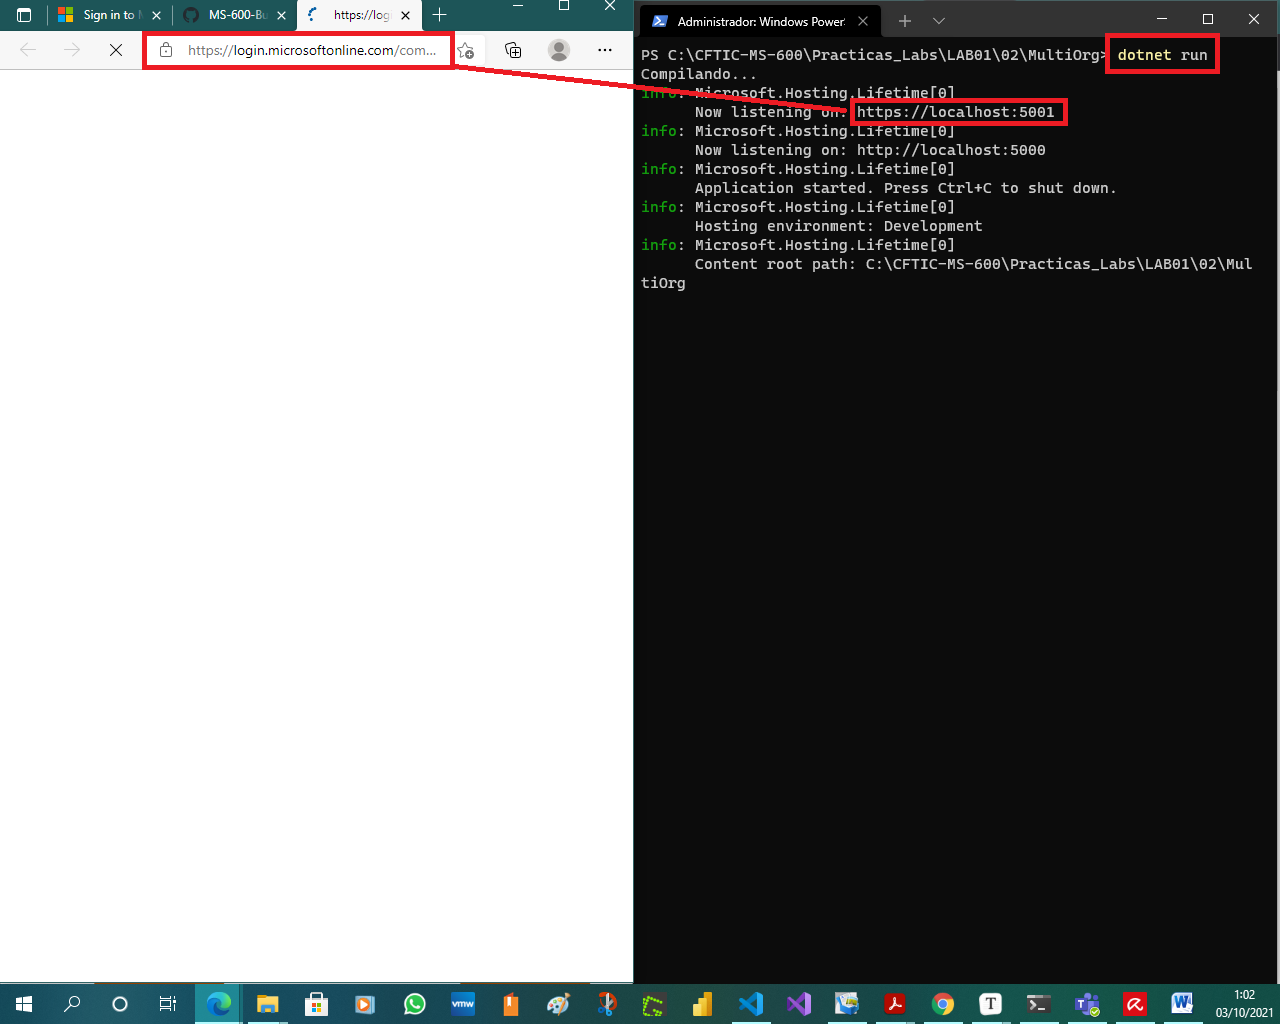 Sign in to M
MS-600-Bu
https://log
https://login.microsoftonline.com/com...
Administrador: Windows PowerS
PS C:\CFTIC-MS-600\Practicas_Labs\LAB01\02\MultiOrg> dotnet run
Compilando...
info: Microsoft.Hosting.Lifetime[0]
Now listening on: https://localhost:5001
info: Microsoft.Hosting.Lifetime[0]
Now listening on: http://localhost:5000
info: Microsoft.Hosting.Lifetime[0]
Application started. Press Ctrl+C to shut down.
info: Microsoft.Hosting.Lifetime[0]
Hosting environment: Development
info: Microsoft.Hosting.Lifetime[0]
Content root path: C:\CFTIC-MS-600\Practicas_Labs\LAB01\02\Mul
tiOrg
vmw
T
1:02
03/10/2021